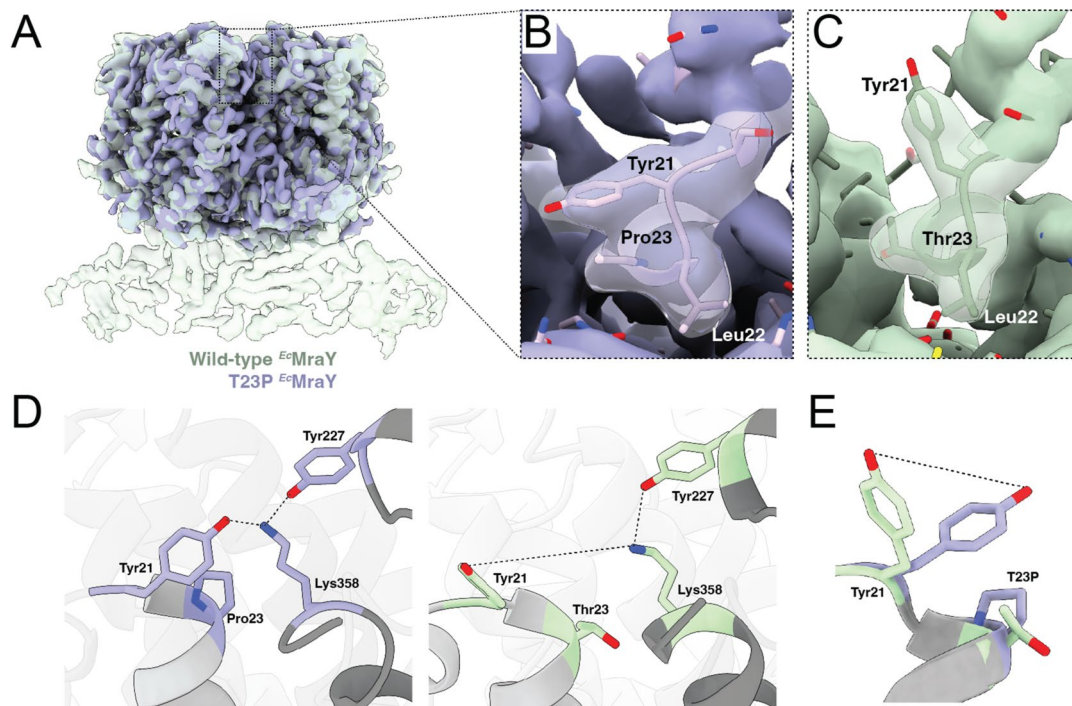 A
B
C
Tyr21
Pro23
Leu22
Tyr21
Thr23
Leu22
Wild-type EcMraY
T23P EcMraY
D
Tyr227
Tyr21
Pro23
Lys358
Tyr227
Tyr21
Thr23
Lys358
E
Tyr21
T23P